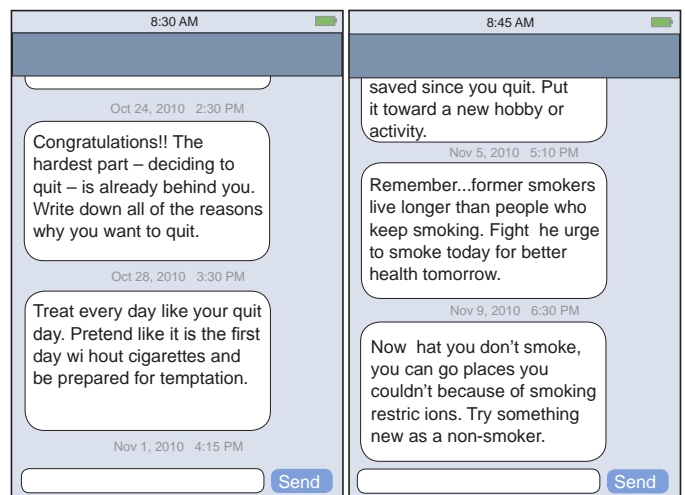 8:30 AM
Oct 24, 2010 2:30 PM
Congratulations!! The
hardest part – deciding to
quit – is already behind you.
Write down all of the reasons
why you want to quit.
Oct 28, 2010 3:30 PM
Treat every day like your quit
day. Pretend like it is the first
day wi hout cigarettes and
be prepared for temptation.
Nov 1, 2010 4:15 PM
Send
8:45 AM
saved since you quit. Put
it toward a new hobby or
activity.
Nov 5, 2010 5:10 PM
Remember...former smokers
live longer than people who
keep smoking. Fight he urge
to smoke today for better
health tomorrow.
Nov 9, 2010 6:30 PM
Now hat you don’t smoke,
you can go places you
couldn’t because of smoking
restric ions. Try something
new as a non-smoker.
Send